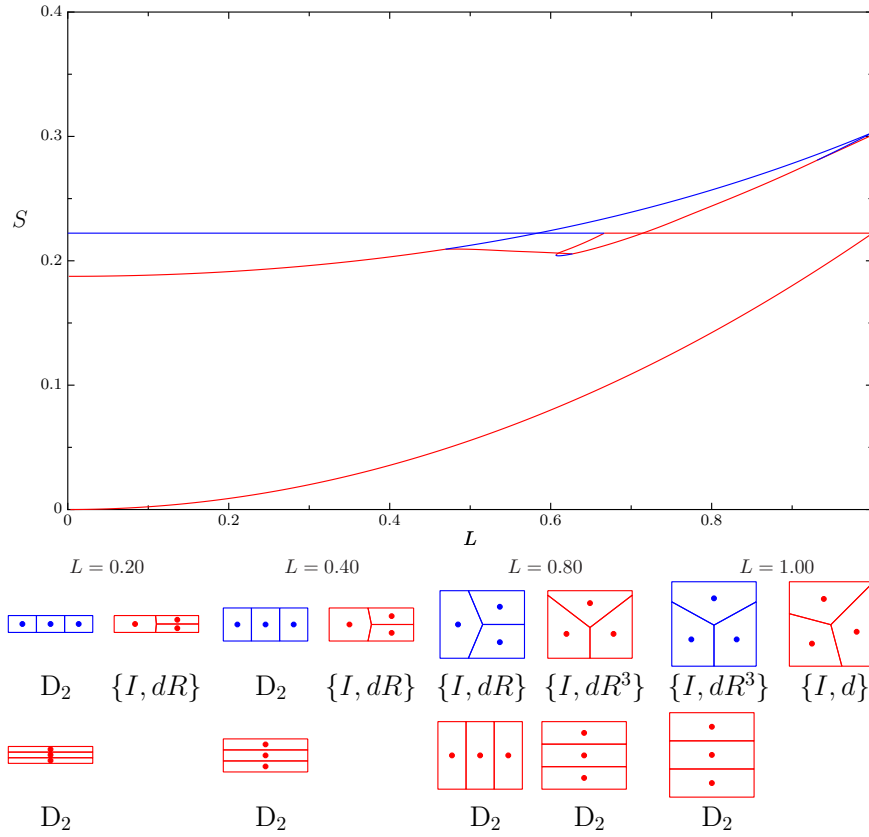 0.4
0.3
S
0.2
0.1
0
0 0.2 0.4 0.6 0.8
L
L = 0.20 L = 0.40 L = 0.80 L = 1.00
D₂ {I, dR} D₂ {I, dR} {I, dR} {I, dR³} {I, dR³} {I, d}
D₂ D₂ D₂ D₂ D₂